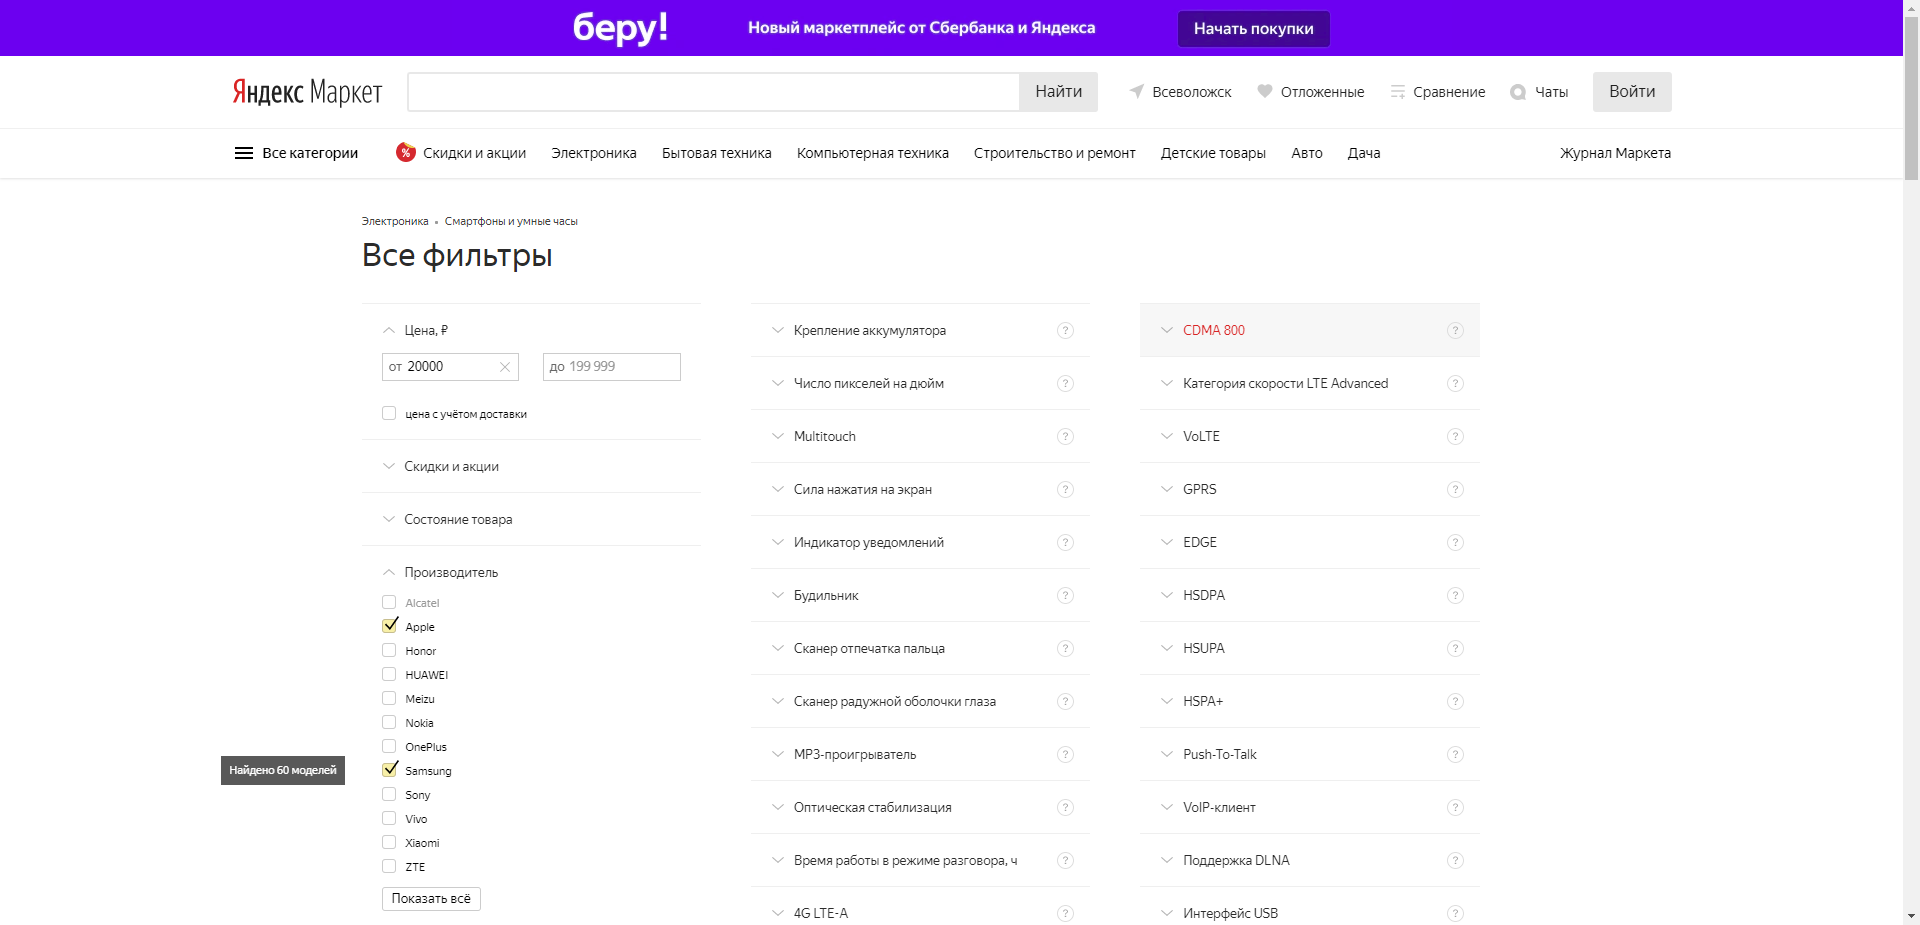 беру!
Новый маркетплейс от Сбербанка и Яндекса
Начать покупки
Яндекс Маркет
Найти
Всеволожск
Отложенные
Сравнение
Чаты
Войти
Все категории
%
Скидки и акции
Электроника
Бытовая техника
Компьютерная техника
Строительство и ремонт
Детские товары
Авто
Дача
Журнал Маркета
Электроника • Смартфоны и умные часы
Все фильтры
Цена, ₽
от 20000
до 199 999
цена с учётом доставки
Скидки и акции
Состояние товара
Производитель
Alcatel
Apple
Honor
HUAWEI
Meizu
Nokia
OnePlus
Samsung
Найдено 60 моделей
Sony
Vivo
Xiaomi
ZTE
Показать всё
Крепление аккумулятора ?
Число пикселей на дюйм ?
Multitouch ?
Сила нажатия на экран ?
Индикатор уведомлений ?
Будильник ?
Сканер отпечатка пальца ?
Сканер радужной оболочки глаза ?
MP3-проигрыватель ?
Оптическая стабилизация ?
Время работы в режиме разговора, ч ?
4G LTE-A ?
CDMA 800 ?
Категория скорости LTE Advanced ?
VoLTE ?
GPRS ?
EDGE ?
HSDPA ?
HSUPA ?
HSPA+ ?
Push-To-Talk ?
VoIP-клиент ?
Поддержка DLNA ?
Интерфейс USB ?